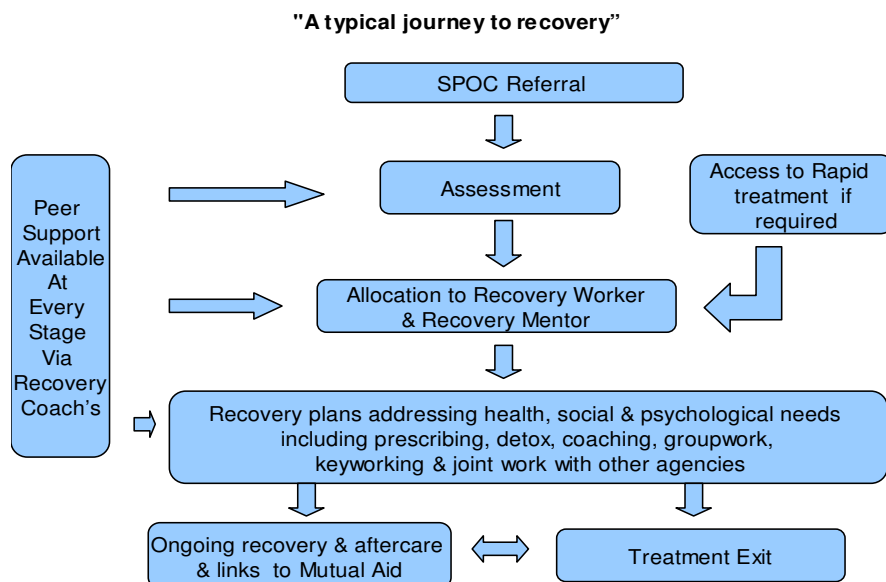 "A typical journey to recovery”
SPOC Referral
Assessment
Access to Rapid
treatment if
required
Peer
Support
Available
At
Every
Stage
Via
Recovery
Coach's
Allocation to Recovery Worker
& Recovery Mentor
Recovery plans addressing health, social & psychological needs
including prescribing, detox, coaching, groupwork,
keyworking & joint work with other agencies
Ongoing recovery & aftercare
& links to Mutual Aid
Treatment Exit